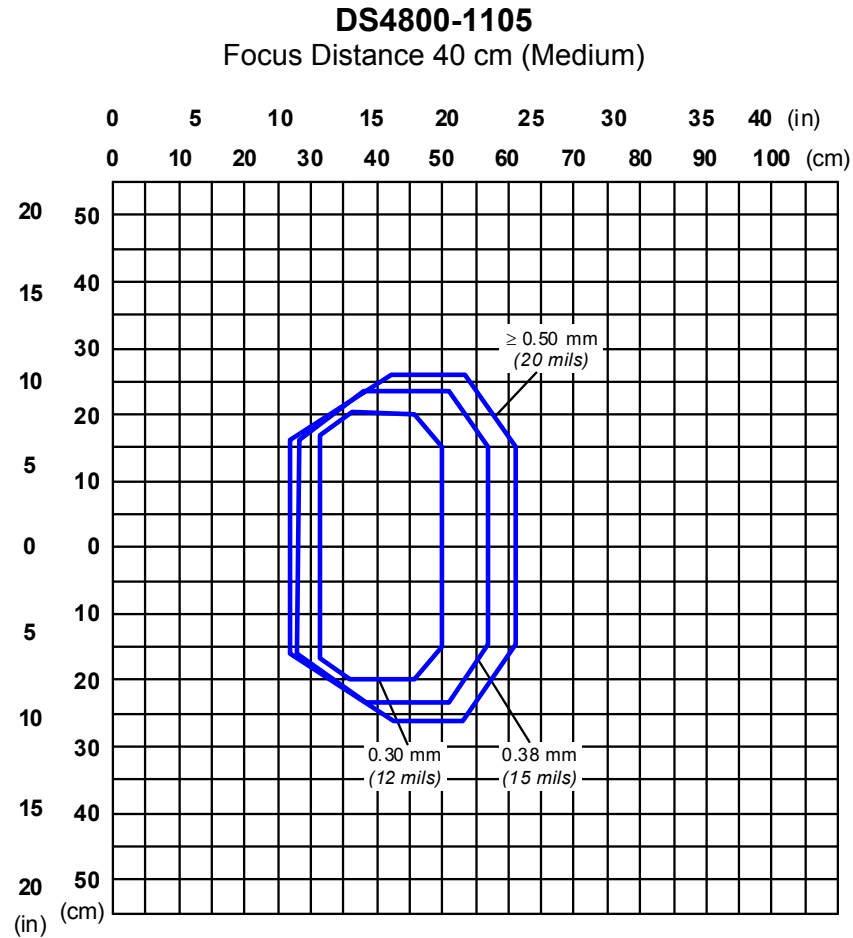 DS4800-1105
Focus Distance 40 cm (Medium)
0 5 10 15 20 25 30 35 40 (in)
0 10 20 30 40 50 60 70 80 90 100 (cm)
20 50
40
15
30
≥ 0.50 mm
(20 mils)
10
20
5
10
0 0
10
5
20
10
30
0.30 mm 0.38 mm
(12 mils) (15 mils)
15
40
20 50
(in) (cm)